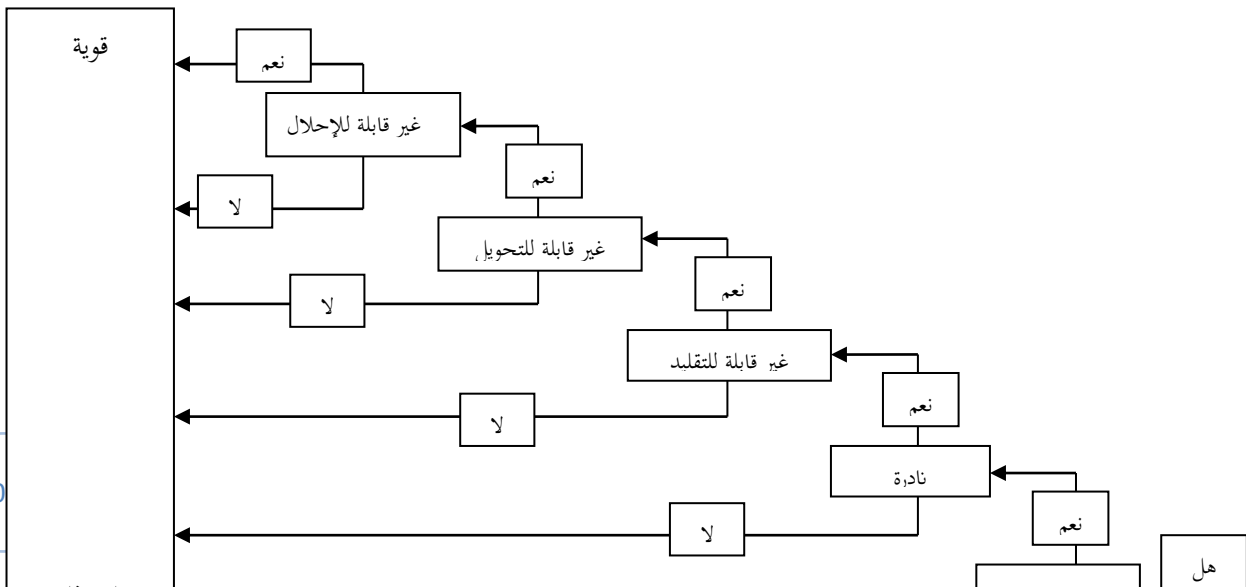 قوية
نعم
غير قابلة للإحلال
نعم
لا
غير قابلة للتحويل
نعم
لا
غير قابلة للتقليد
نعم
لا
نادرة
نعم
لا
هل